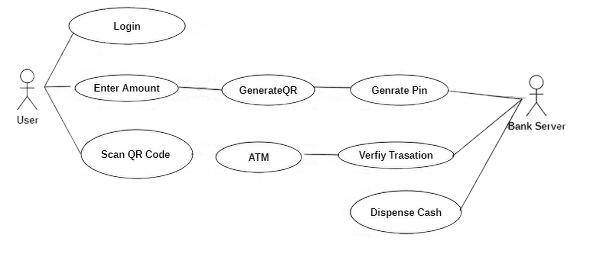 Login
Enter Amount
GenerateQR
Genrate Pin
User
Bank Server
Scan QR Code
ATM
Verfiy Trasation
Dispense Cash